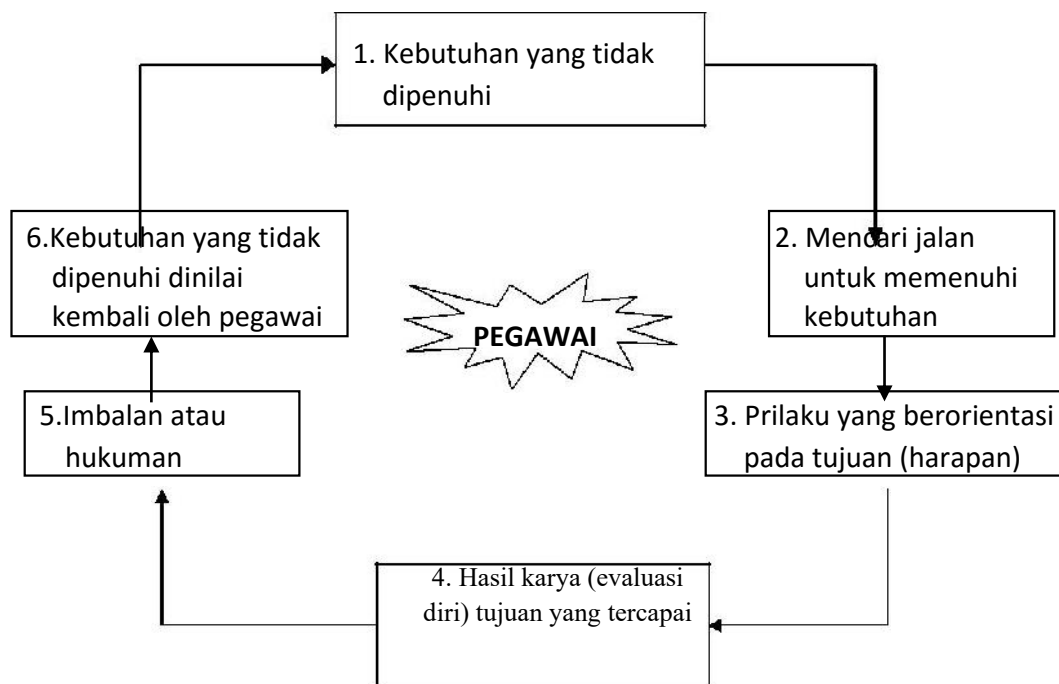 1. Kebutuhan yang tidak
dipenuhi
2. Mencari jalan
untuk memenuhi
kebutuhan
3. Prilaku yang berorientasi
pada tujuan (harapan)
4. Hasil karya (evaluasi
diri) tujuan yang tercapai
5.Imbalan atau
hukuman
6.Kebutuhan yang tidak
dipenuhi dinilai
kembali oleh pegawai
PEGAWAI